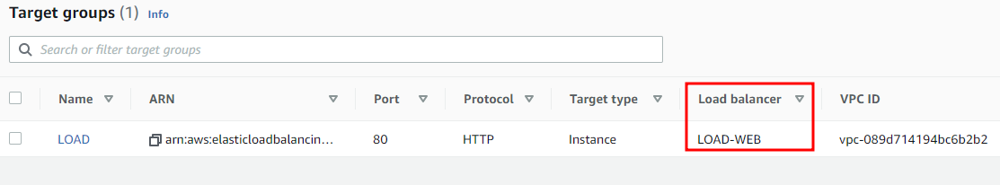 Target groups (1) Info
Search or filter target groups
Name ARN Port Protocol Target type Load balancer VPC ID
LOAD arn:aws:elasticloadbalancin... 80 HTTP Instance LOAD-WEB vpc-089d714194bc6b2b2